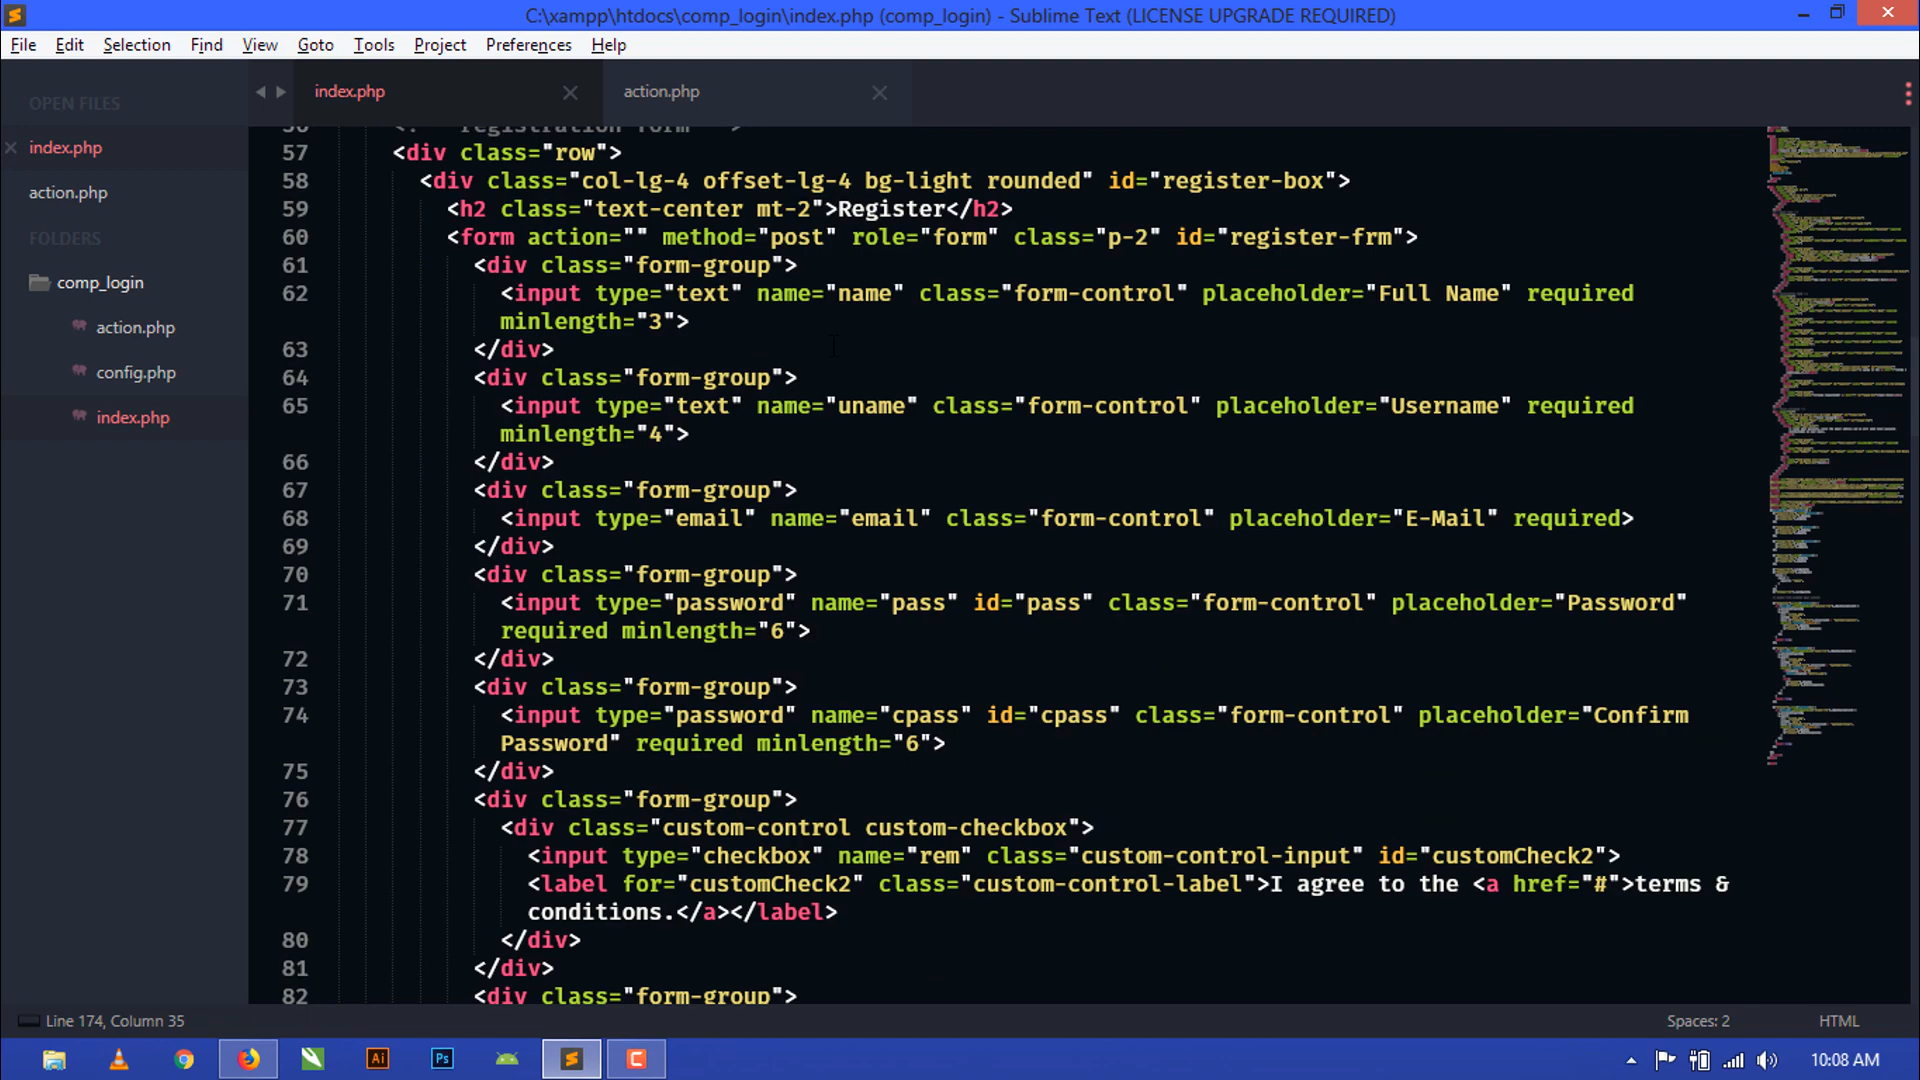 C:\xampp\htdocs\comp_login\index.php (comp_login) - Sublime Text (LICENSE UPGRADE REQUIRED)
File Edit Selection Find View Goto Tools Project Preferences Help
OPEN FILES
index.php
action.php
FOLDERS
comp_login
action.php
config.php
index.php
index.php action.php
57 <div class="row">
58 <div class="col-lg-4 offset-lg-4 bg-light rounded" id="register-box">
59 <h2 class="text-center mt-2">Register</h2>
60 <form action="" method="post" role="form" class="p-2" id="register-frm">
61 <div class="form-group">
62 <input type="text" name="name" class="form-control" placeholder="Full Name" required
minlength="3">
63 </div>
64 <div class="form-group">
65 <input type="text" name="uname" class="form-control" placeholder="Username" required
minlength="4">
66 </div>
67 <div class="form-group">
68 <input type="email" name="email" class="form-control" placeholder="E-Mail" required>
69 </div>
70 <div class="form-group">
71 <input type="password" name="pass" id="pass" class="form-control" placeholder="Password"
required minlength="6">
72 </div>
73 <div class="form-group">
74 <input type="password" name="cpass" id="cpass" class="form-control" placeholder="Confirm
Password" required minlength="6">
75 </div>
76 <div class="form-group">
77 <div class="custom-control custom-checkbox">
78 <input type="checkbox" name="rem" class="custom-control-input" id="customCheck2">
79 <label for="customCheck2" class="custom-control-label">I agree to the <a href="#">terms &
conditions.</a></label>
80 </div>
81 </div>
82 <div class="form-group">
Line 174, Column 35
Spaces: 2
HTML
Ai
Ps
C
10:08 AM